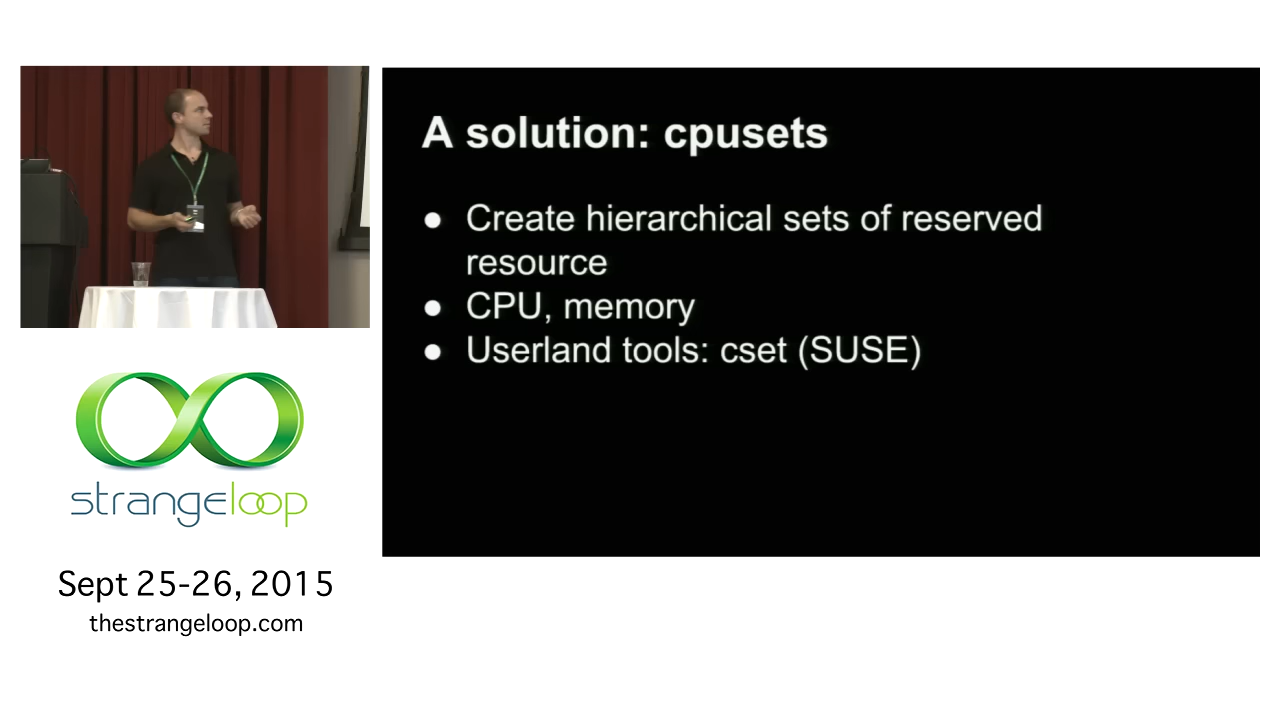 A solution: cpusets
● Create hierarchical sets of reserved
resource
● CPU, memory
● Userland tools: cset (SUSE)
strangeloop
Sept 25-26, 2015
thestrangeloop.com